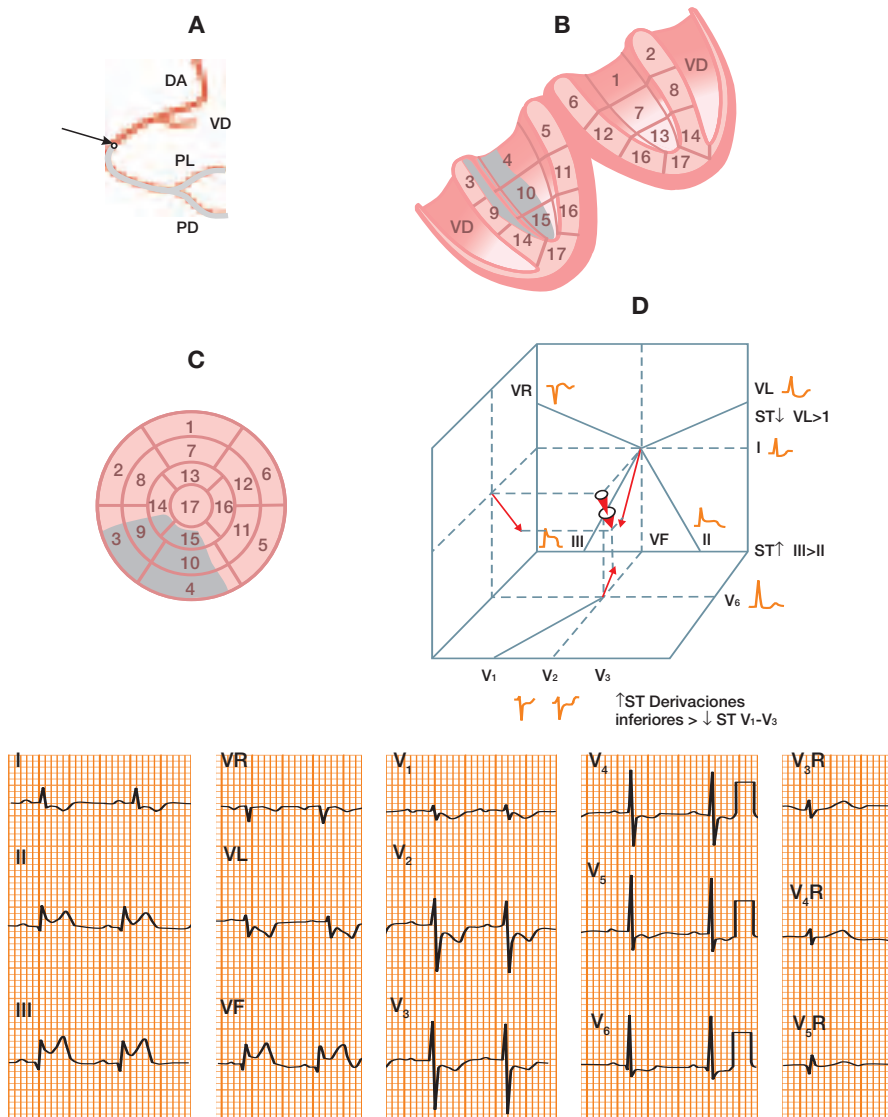 A
DA
VD
PL
PD
B
2
VD
1
8
6
7
5
13
14
12
4
16
17
3
11
10
9
16
15
VD
14
17
C
1
7
2
6
8
13
12
14
17
16
3
9
15
11
5
10
4
D
VR
VL
ST↓ VL>1
I
III
VF
II
ST↑ III>II
V6
V1
V2
V3
↑ST Derivaciones
inferiores > ↓ ST V1-V3
I
VR
V1
V4
V3R
II
VL
V2
V5
V4R
III
VF
V3
V6
V5R